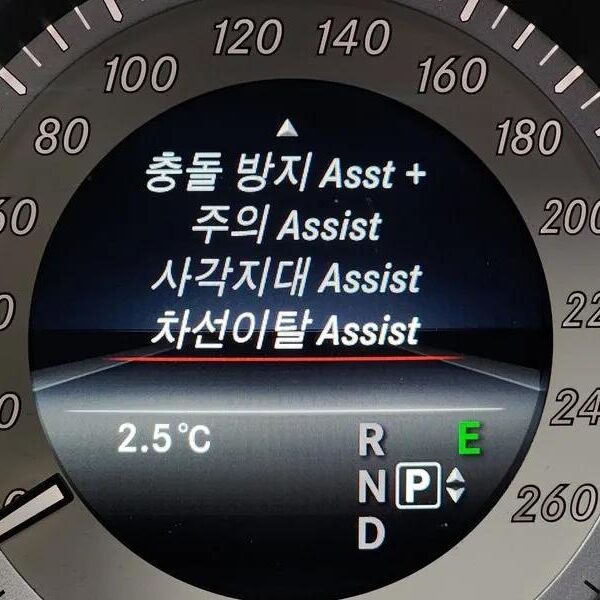 120 140
100 160
80 180
충돌 방지 Asst +
주의 Assist
사각지대 Assist
차선이탈 Assist
200
2.5°C
R E
N P
D
260